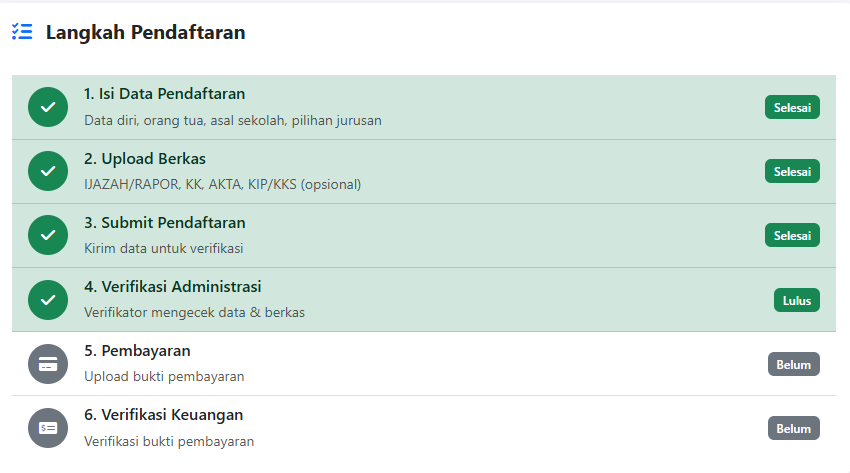 Langkah Pendaftaran
1. Isi Data Pendaftaran
Data diri, orang tua, asal sekolah, pilihan jurusan
Selesai
2. Upload Berkas
IJAZAH/RAPOR, KK, AKTA, KIP/KKS (opsional)
Selesai
3. Submit Pendaftaran
Kirim data untuk verifikasi
Selesai
4. Verifikasi Administrasi
Verifikator mengecek data & berkas
Lulus
5. Pembayaran
Upload bukti pembayaran
Belum
6. Verifikasi Keuangan
Verifikasi bukti pembayaran
Belum